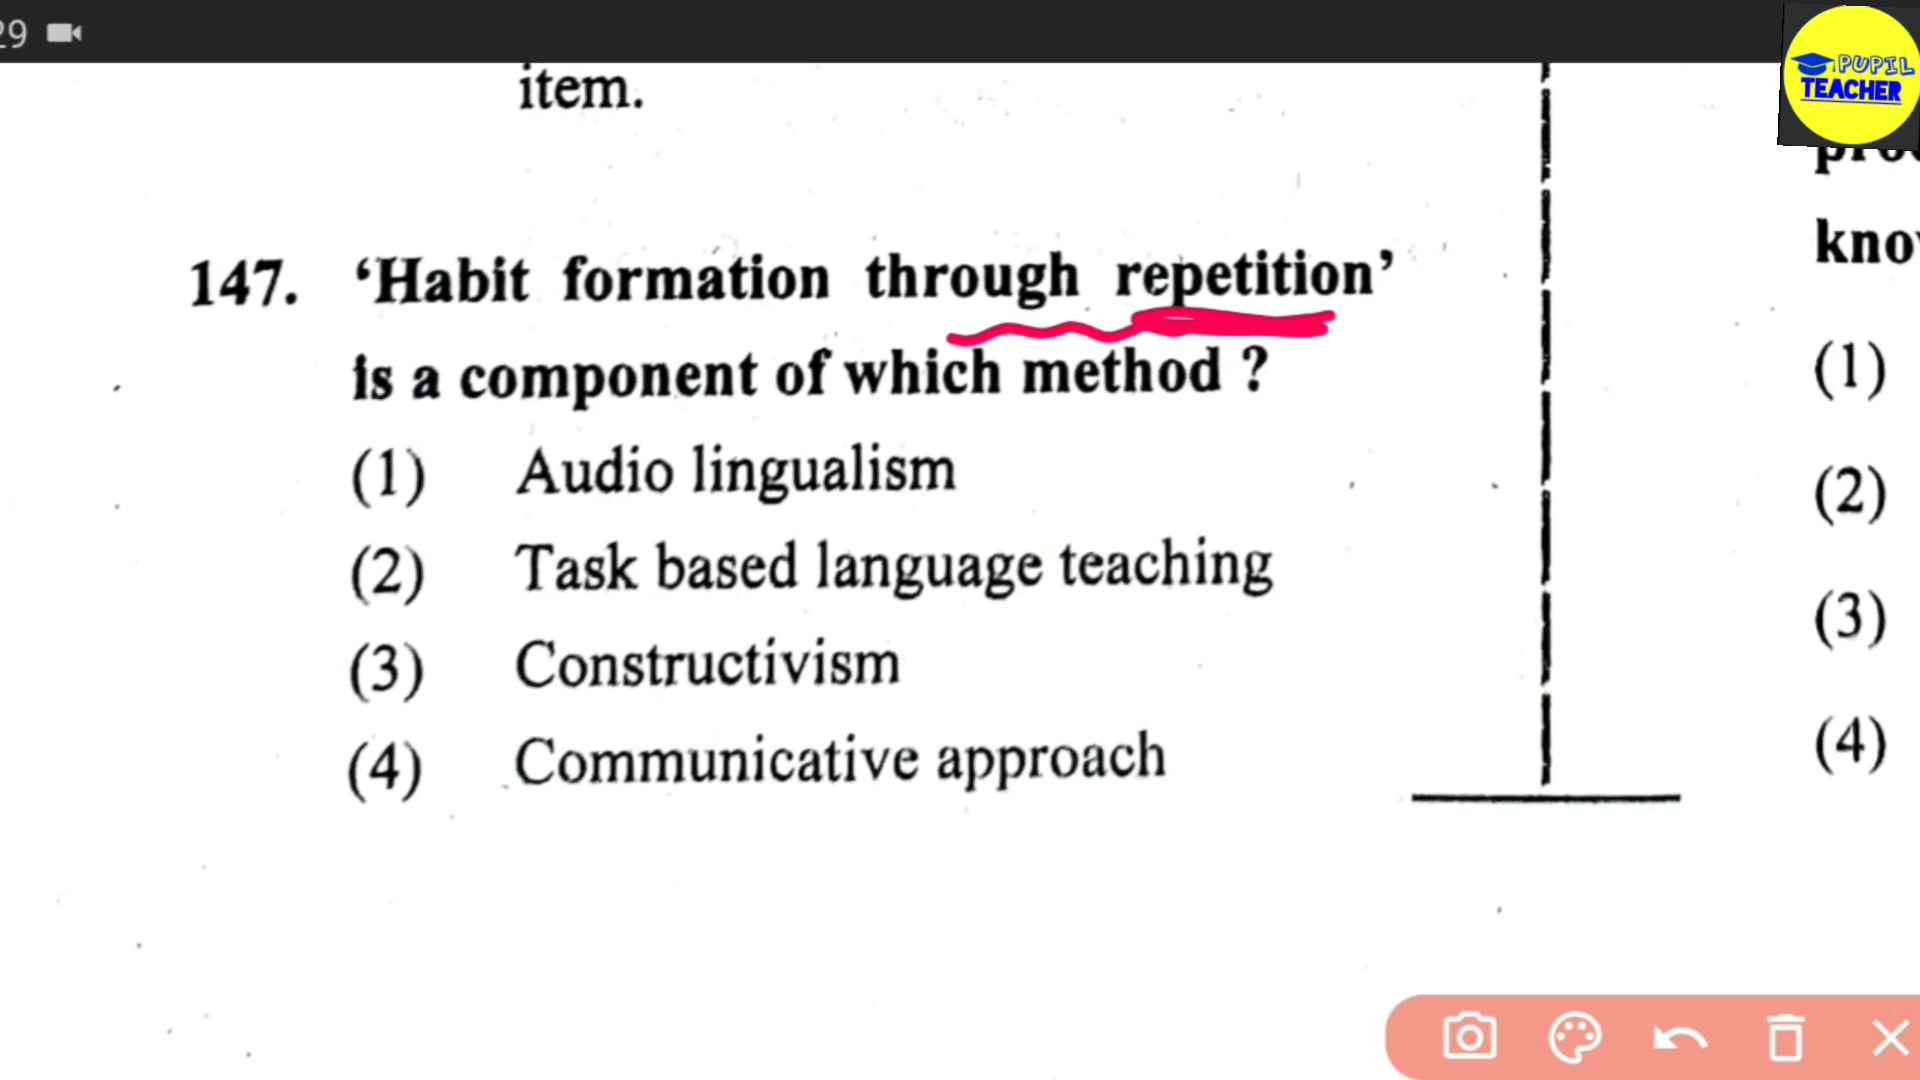 29
PUPIL
TEACHER
item.
147. ‘Habit formation through repetition’
is a component of which method ?
(1) Audio lingualism
(2) Task based language teaching
(3) Constructivism
(4) Communicative approach
(1)
(2)
(3)
(4)